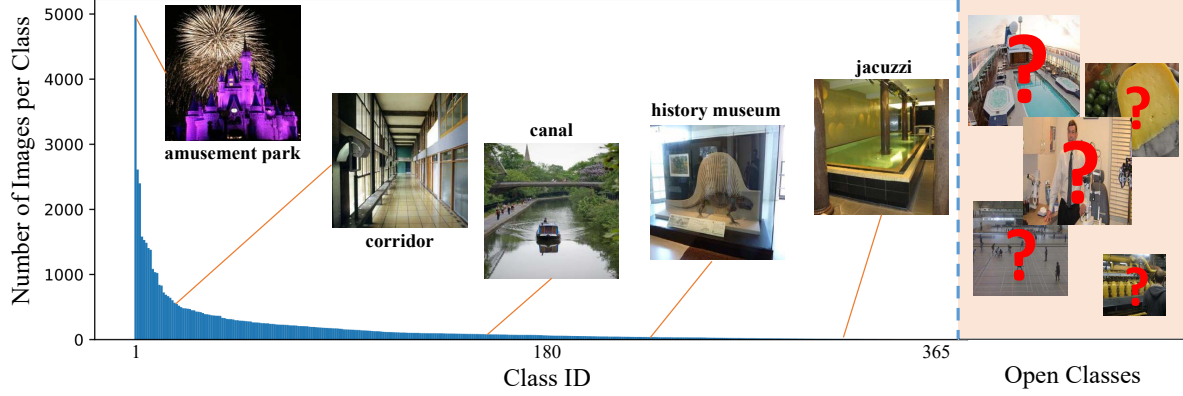 Number of Images per Class
5000
4000
3000
2000
1000
0
amusement park
corridor
canal
history museum
jacuzzi
?
?
?
?
?
1
180
365
Class ID
Open Classes